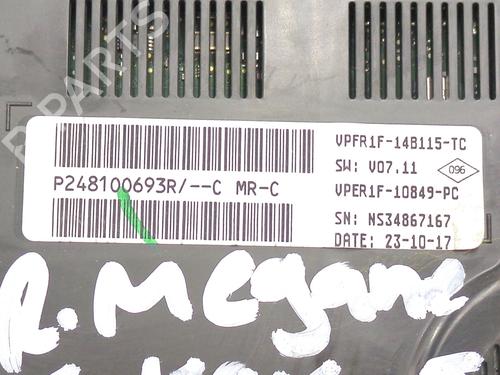 B-PARTS
VPFR1F-14B115-TC
SW: V07.11
096
P248100693R/--C MR-C
VPER1F-10849-PC
SN: NS34867167
DATE: 23-10-17
R. Megane